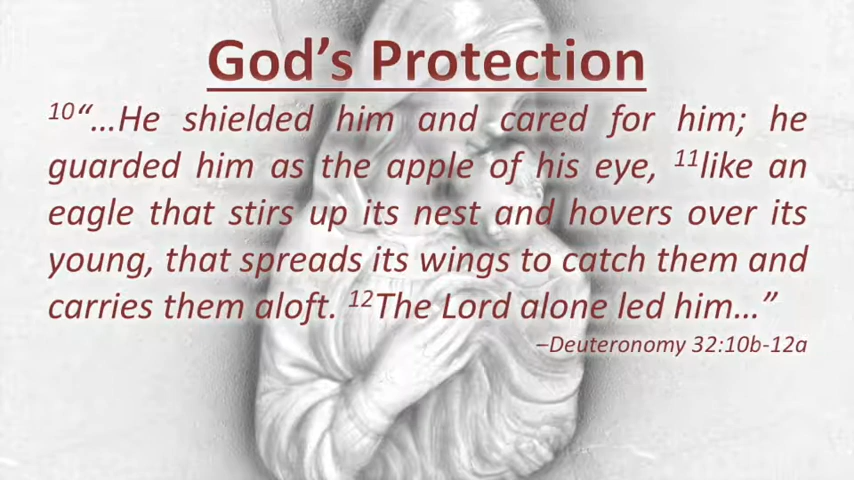 God’s Protection
¹⁰“…He shielded him and cared for him; he
guarded him as the apple of his eye, ¹¹like an
eagle that stirs up its nest and hovers over its
young, that spreads its wings to catch them and
carries them aloft. ¹²The Lord alone led him…”
–Deuteronomy 32:10b-12a